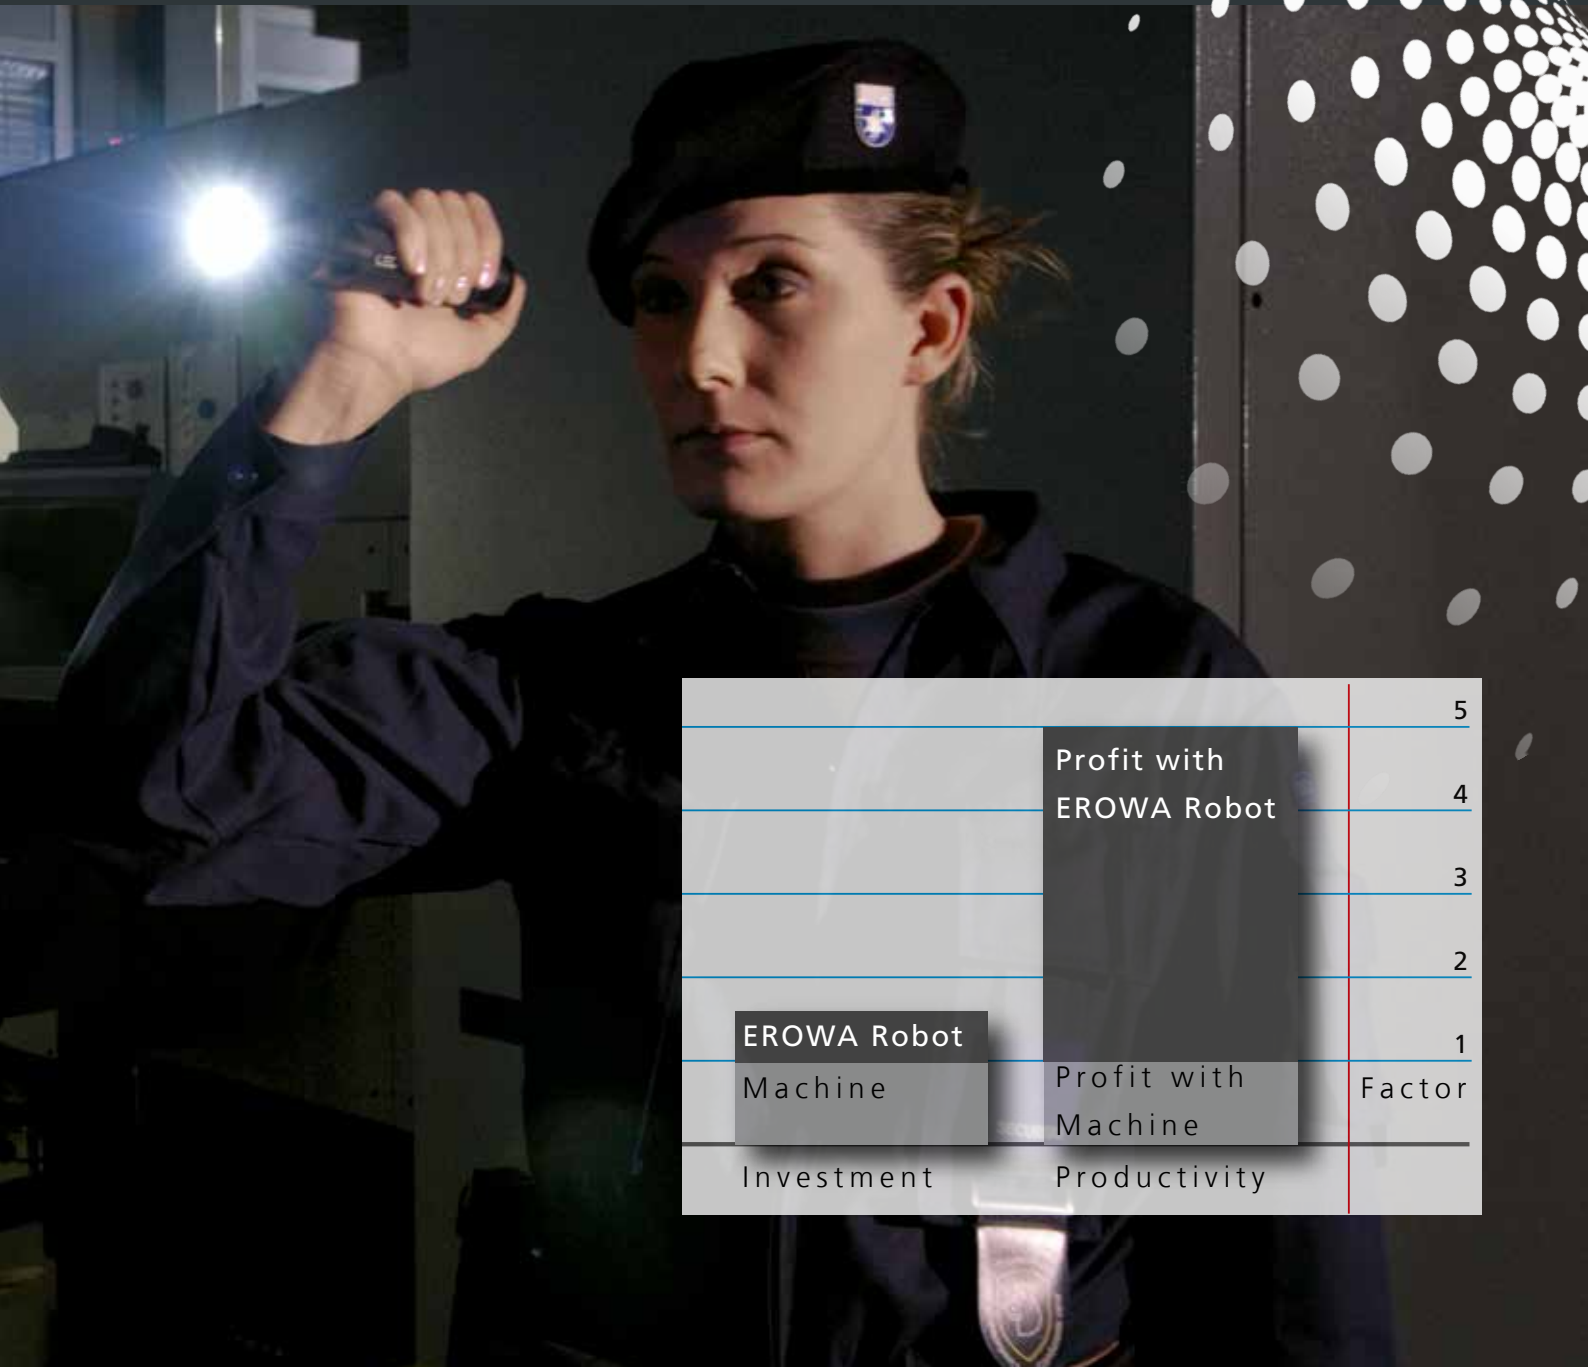 5
Profit with
4
EROWA Robot
3
2
EROWA Robot
1
Machine
Profit with
Factor
Machine
Investment
Productivity